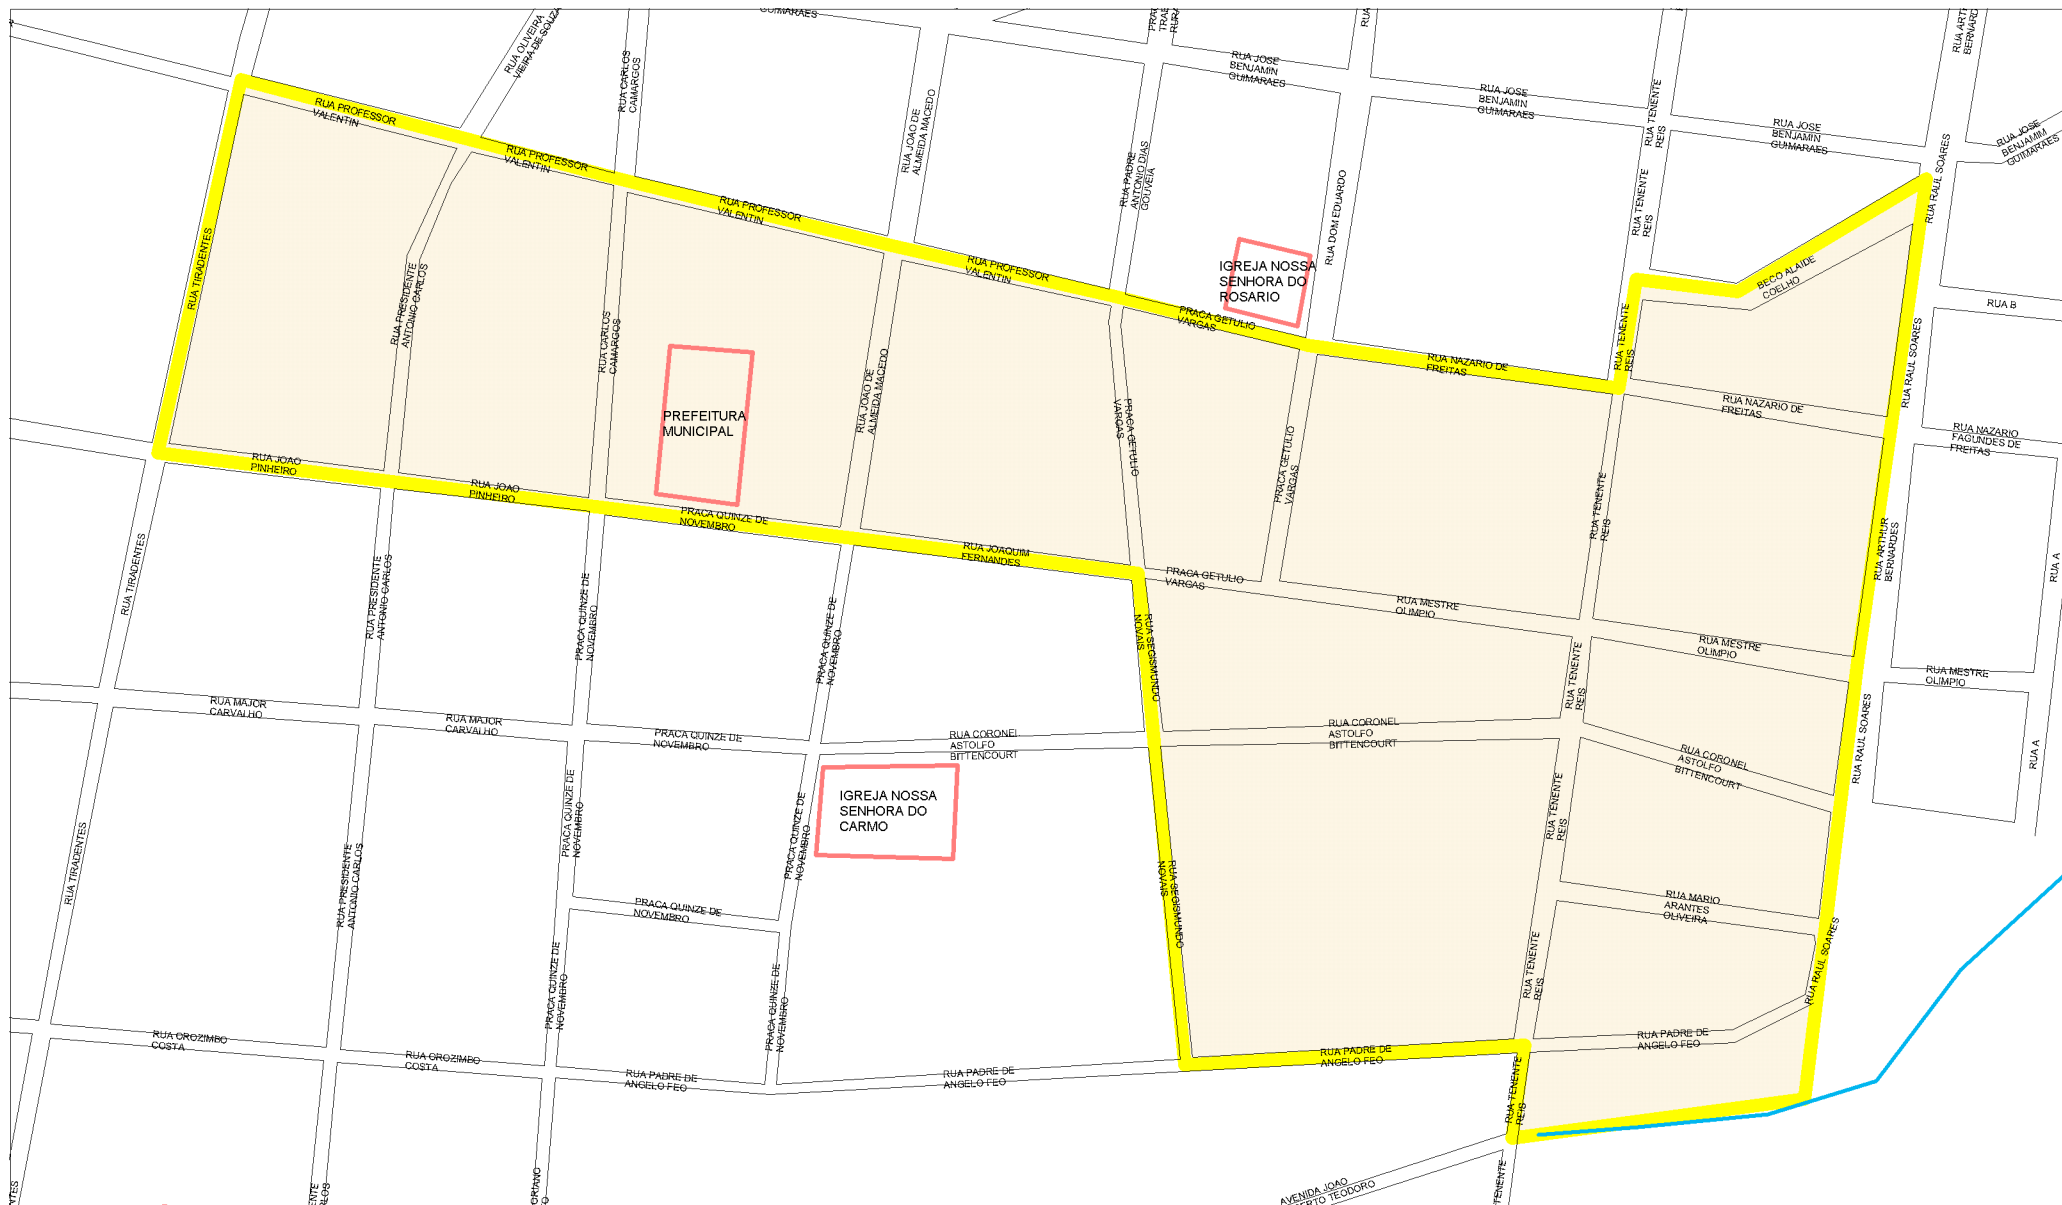 GUIMARAES
RUA OLIVEIRA
VIEIRA DE SOUZA
RUA CARLOS
CAMARGOS
RUA JOAO DE
ALMEIDA MACEDO
RUA PADRE
ANTONIO DIAS
GOUVEIA
RUA JOSE
BENJAMIN
GUIMARAES
RUA JOSE
BENJAMIN
GUIMARAES
RUA JOSE
BENJAMIN
GUIMARAES
RUA JOSE
BENJAMIM
GUIMARAES
RUA
RUA TENENTE
REIS
RUA TENENTE
REIS
RUA RAUL SOARES
RUA DOM EDUARDO
RUA PROFESSOR
VALENTIN
RUA PROFESSOR
VALENTIN
RUA PROFESSOR
VALENTIN
RUA PROFESSOR
VALENTIN
IGREJA NOSSA
SENHORA DO
ROSARIO
PRACA GETULIO
VARGAS
RUA NAZARIO DE
FREITAS
RUA TENENTE
REIS
BECO ALAIDE
COELHO
RUA B
RUA RAUL SOARES
RUA NAZARIO DE
FREITAS
RUA NAZARIO
FAGUNDES DE
FREITAS
RUA TIRADENTES
RUA PRESIDENTE
ANTONIO CARLOS
RUA CARLOS
CAMARGOS
PREFEITURA
MUNICIPAL
RUA JOAO DE
ALMEIDA MACEDO
PRACA GETULIO
VARGAS
PRACA GETULIO
VARGAS
RUA TENENTE
REIS
RUA ARTHUR
BERNARDES
RUA A
RUA JOAO
PINHEIRO
RUA JOAO
PINHEIRO
PRACA QUINZE DE
NOVEMBRO
RUA JOAQUIM
FERNANDES
PRACA GETULIO
VARGAS
RUA MESTRE
OLIMPIO
RUA MESTRE
OLIMPIO
RUA MESTRE
OLIMPIO
RUA TIRADENTES
RUA PRESIDENTE
ANTONIO CARLOS
PRACA QUINZE DE
NOVEMBRO
PRACA QUINZE DE
NOVEMBRO
RUA SEGISMUNDO
NOVAIS
RUA TENENTE
REIS
RUA RAUL SOARES
RUA A
RUA MAJOR
CARVALHO
RUA MAJOR
CARVALHO
PRACA QUINZE DE
NOVEMBRO
RUA CORONEL
ASTOLFO
BITTENCOURT
RUA CORONEL
ASTOLFO
BITTENCOURT
RUA CORONEL
ASTOLFO
BITTENCOURT
IGREJA NOSSA
SENHORA DO
CARMO
RUA TIRADENTES
RUA PRESIDENTE
ANTONIO CARLOS
PRACA QUINZE DE
NOVEMBRO
PRACA QUINZE DE
NOVEMBRO
RUA SEGISMUNDO
NOVAIS
RUA TENENTE
REIS
PRACA QUINZE DE
NOVEMBRO
RUA MARIO
ARANTES
OLIVEIRA
PRACA QUINZE DE
NOVEMBRO
PRACA QUINZE DE
NOVEMBRO
RUA TENENTE
REIS
RUA RAUL SOARES
RUA OROZIMBO
COSTA
RUA OROZIMBO
COSTA
RUA PADRE DE
ANGELO FEO
RUA PADRE DE
ANGELO FEO
RUA PADRE DE
ANGELO FEO
RUA PADRE DE
ANGELO FEO
RUA TENENTE
REIS
AVENIDA JOAO
TEODORO
TENENTE